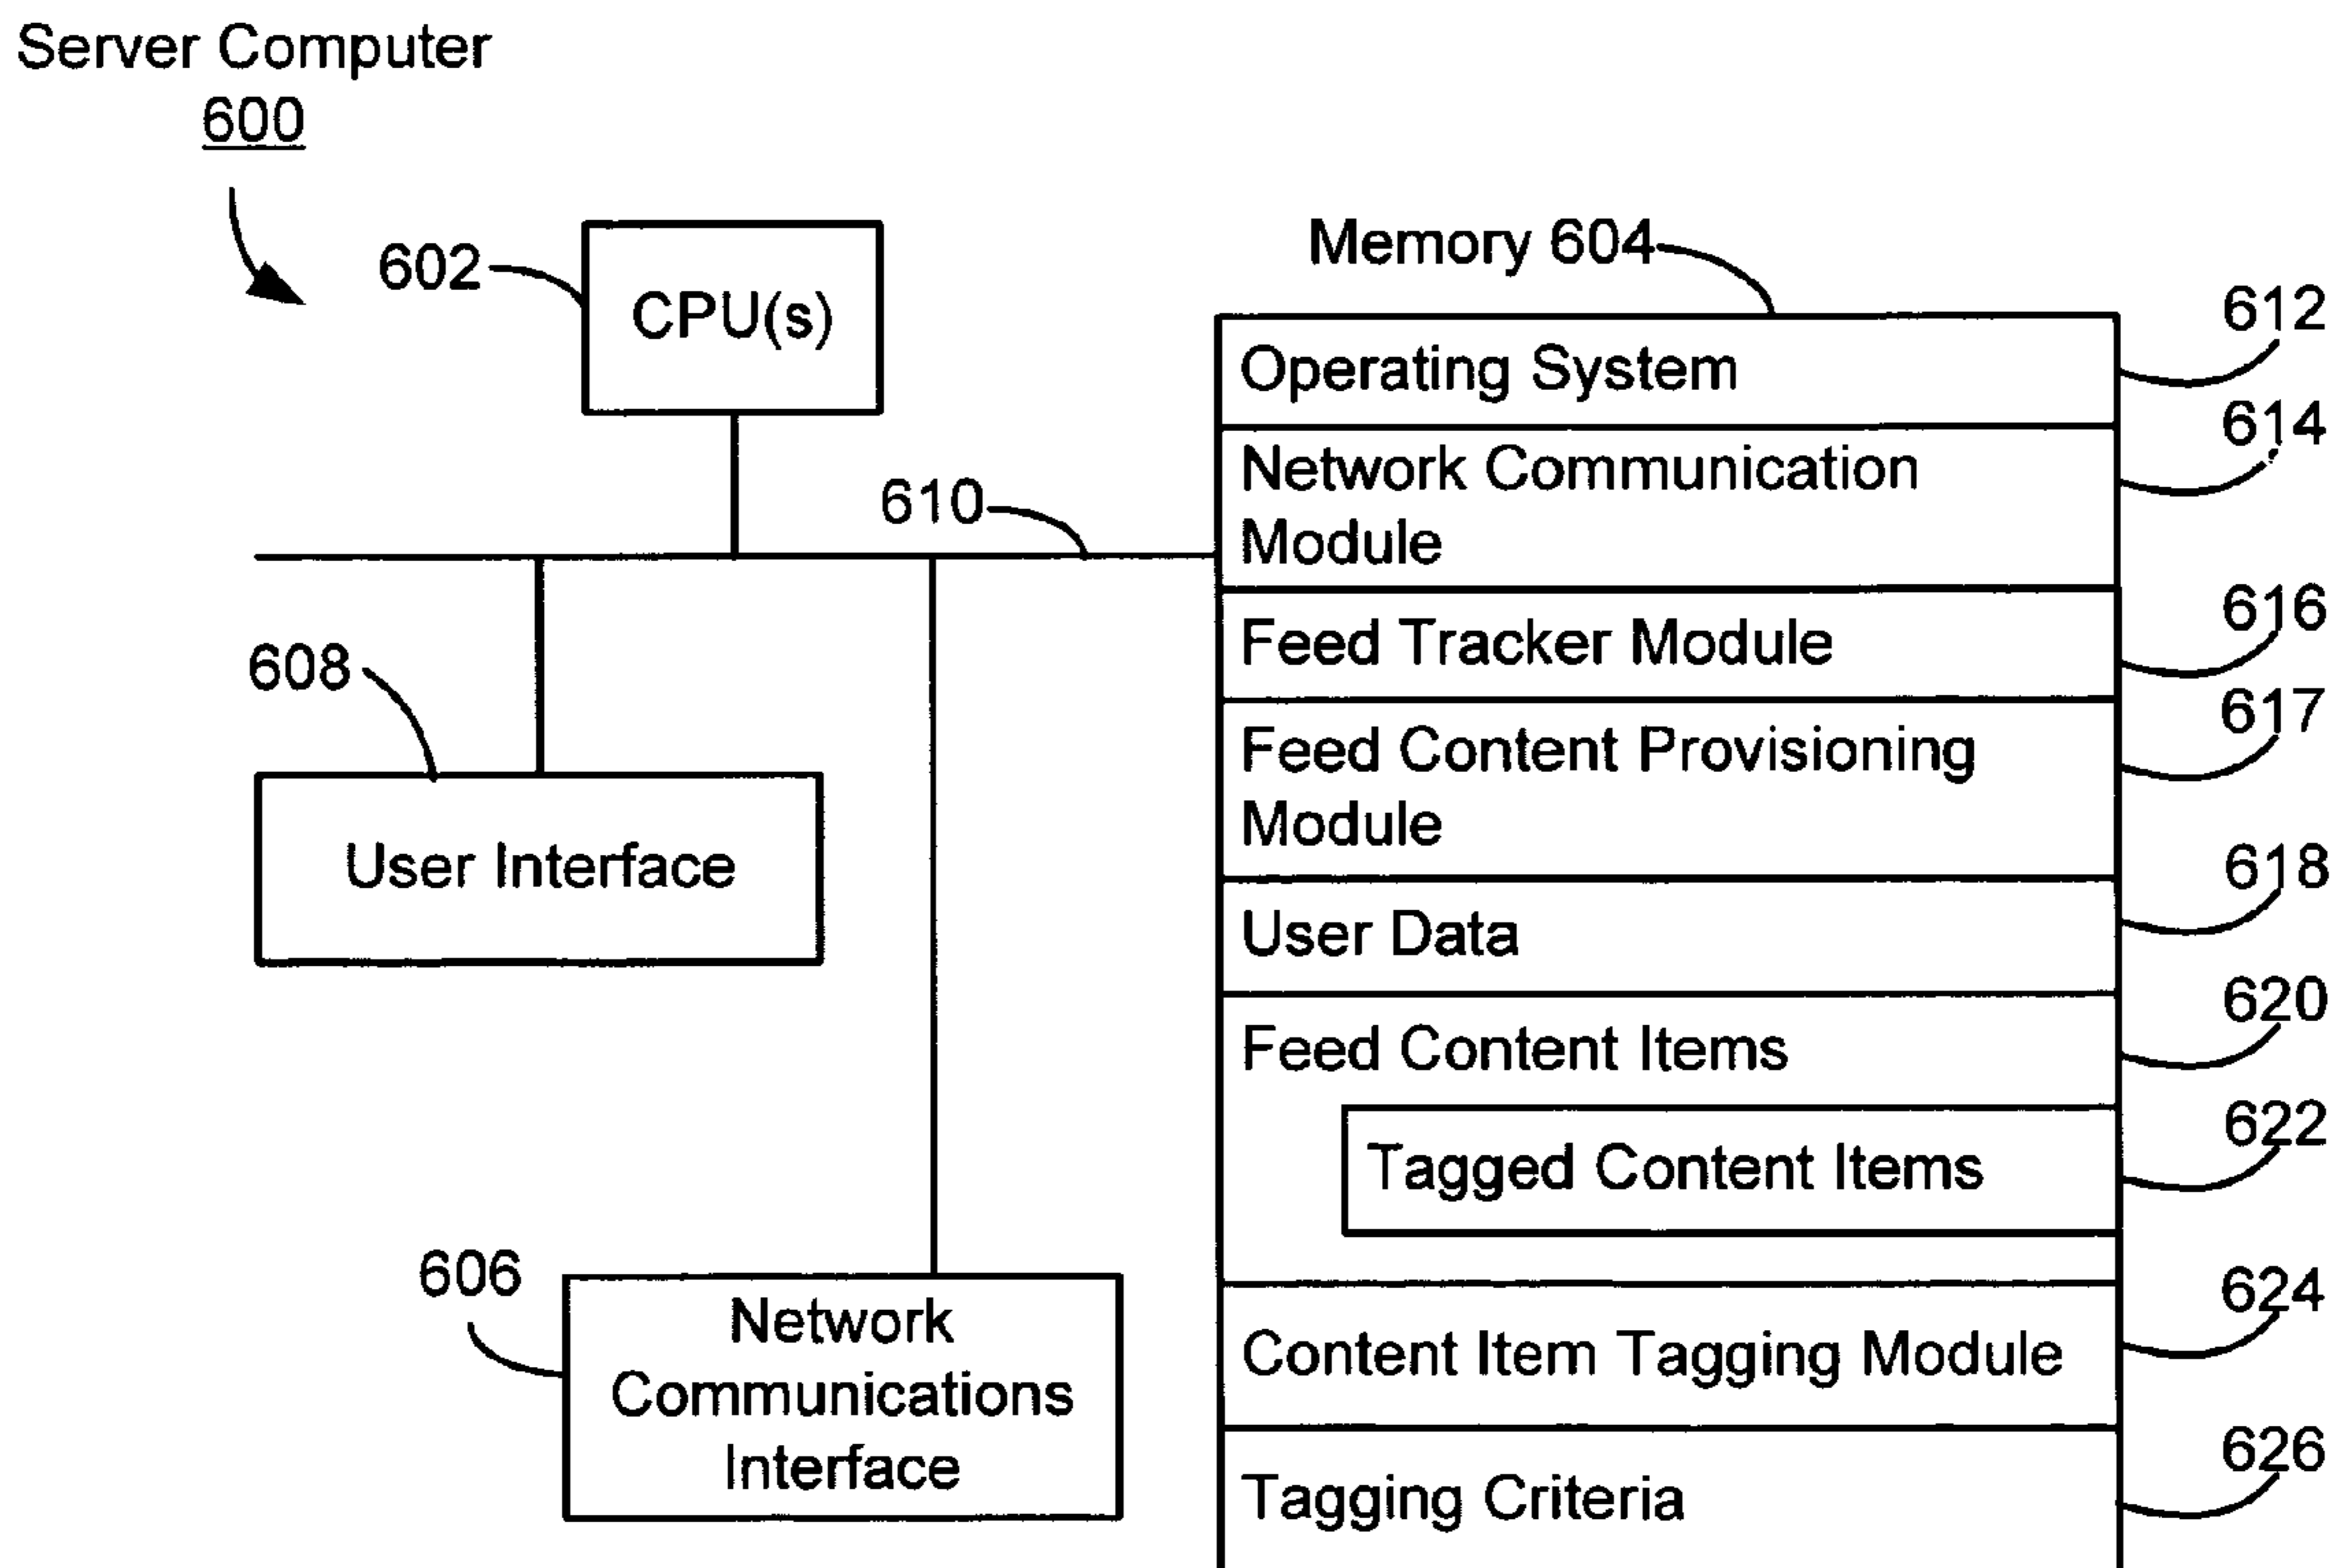 Server Computer
600
602
CPU(s)
Memory 604
612
Operating System
614
Network Communication
Module
610
616
Feed Tracker Module
608
617
Feed Content Provisioning
Module
User Interface
618
User Data
620
Feed Content Items
622
Tagged Content Items
606
Network
Communications
Interface
624
Content Item Tagging Module
626
Tagging Criteria